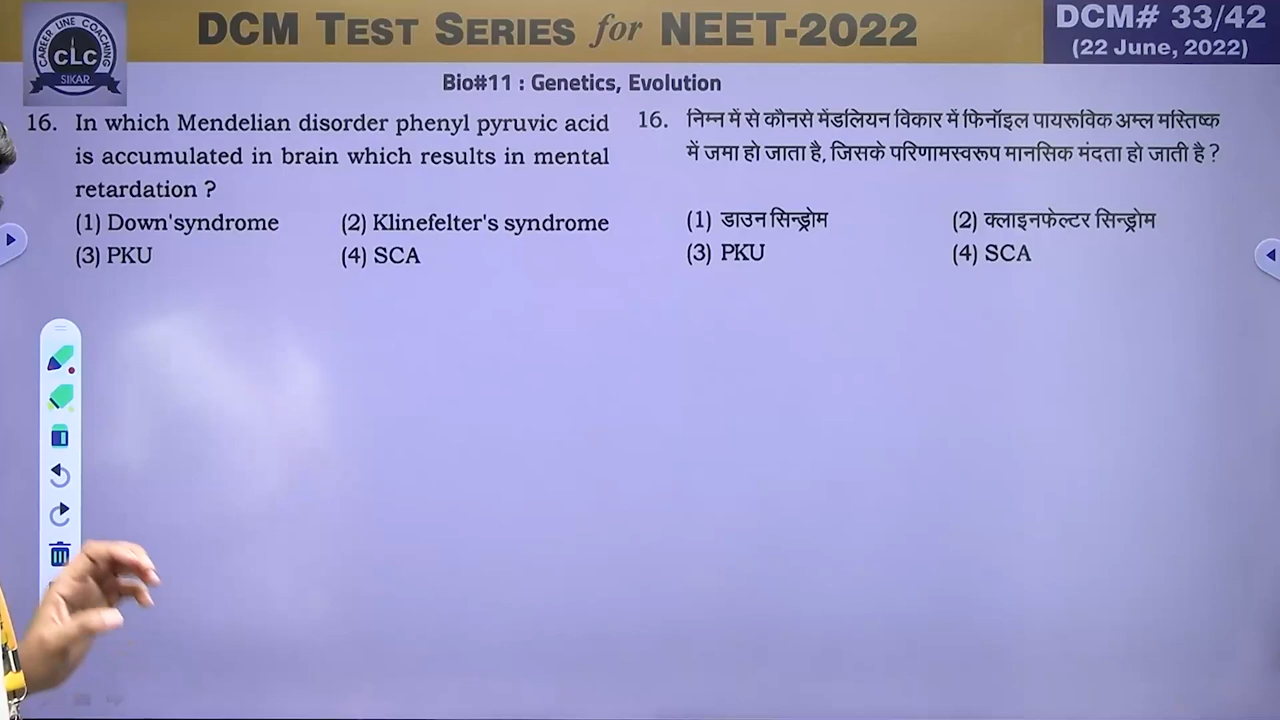 CAREER LINE COACHING
CLC
SIKAR
DCM TEST SERIES for NEET-2022
DCM# 33/42
(22 June, 2022)
Bio#11 : Genetics, Evolution
16. In which Mendelian disorder phenyl pyruvic acid
is accumulated in brain which results in mental
retardation ?
(1) Down'syndrome (2) Klinefelter's syndrome
(3) PKU (4) SCA
16. निम्न में से कौनसे मेंडलियन विकार में फिनॉइल पायरूविक अम्ल मस्तिष्क
में जमा हो जाता है, जिसके परिणामस्वरूप मानसिक मंदता हो जाती है ?
(1) डाउन सिन्ड्रोम (2) क्लाइनफेल्टर सिन्ड्रोम
(3) PKU (4) SCA